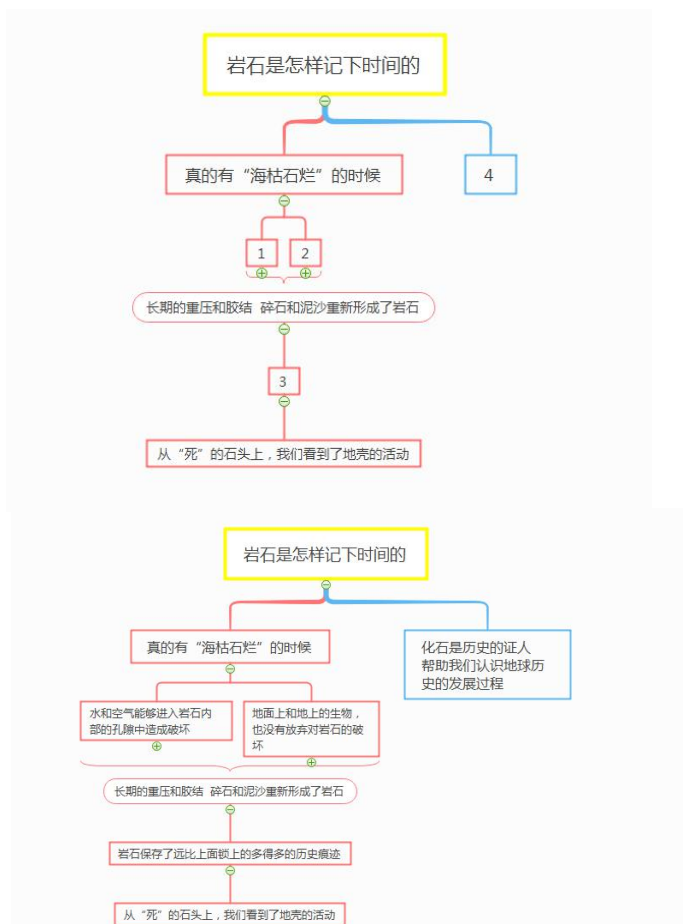 岩石是怎样记下时间的
真的有“海枯石烂”的时候
4
1
2
长期的重压和胶结 碎石和泥沙重新形成了岩石
3
从“死”的石头上，我们看到了地壳的活动
岩石是怎样记下时间的
真的有“海枯石烂”的时候
化石是历史的证人
帮助我们认识地球历
史的发展过程
水和空气能够进入岩石内
部的孔隙中造成破坏
地面上和地上的生物，
也没有放弃对岩石的破
坏
长期的重压和胶结 碎石和泥沙重新形成了岩石
岩石保存了远比上面锁上的多得多的历史痕迹
从“死”的石头上，我们看到了地壳的活动